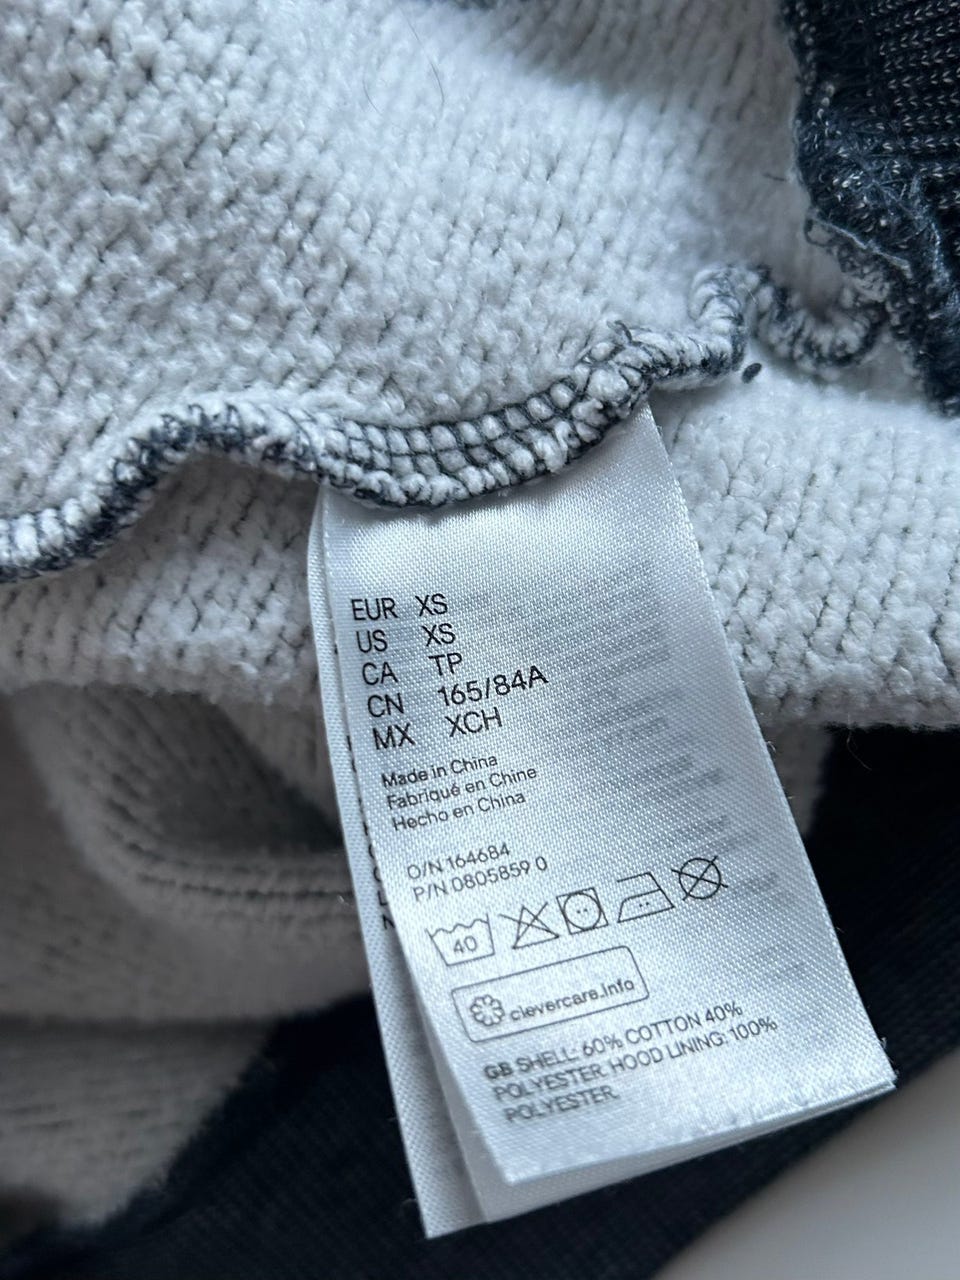 EUR XS
US XS
CA TP
CN 165/84A
MX XCH
Made in China
Fabriqué en Chine
Hecho en China
O/N 164684
P/N 0805859 0
40
clevercare.info
GB SHELL: 60% COTTON 40%
POLYESTER. HOOD LINING: 100%
POLYESTER.